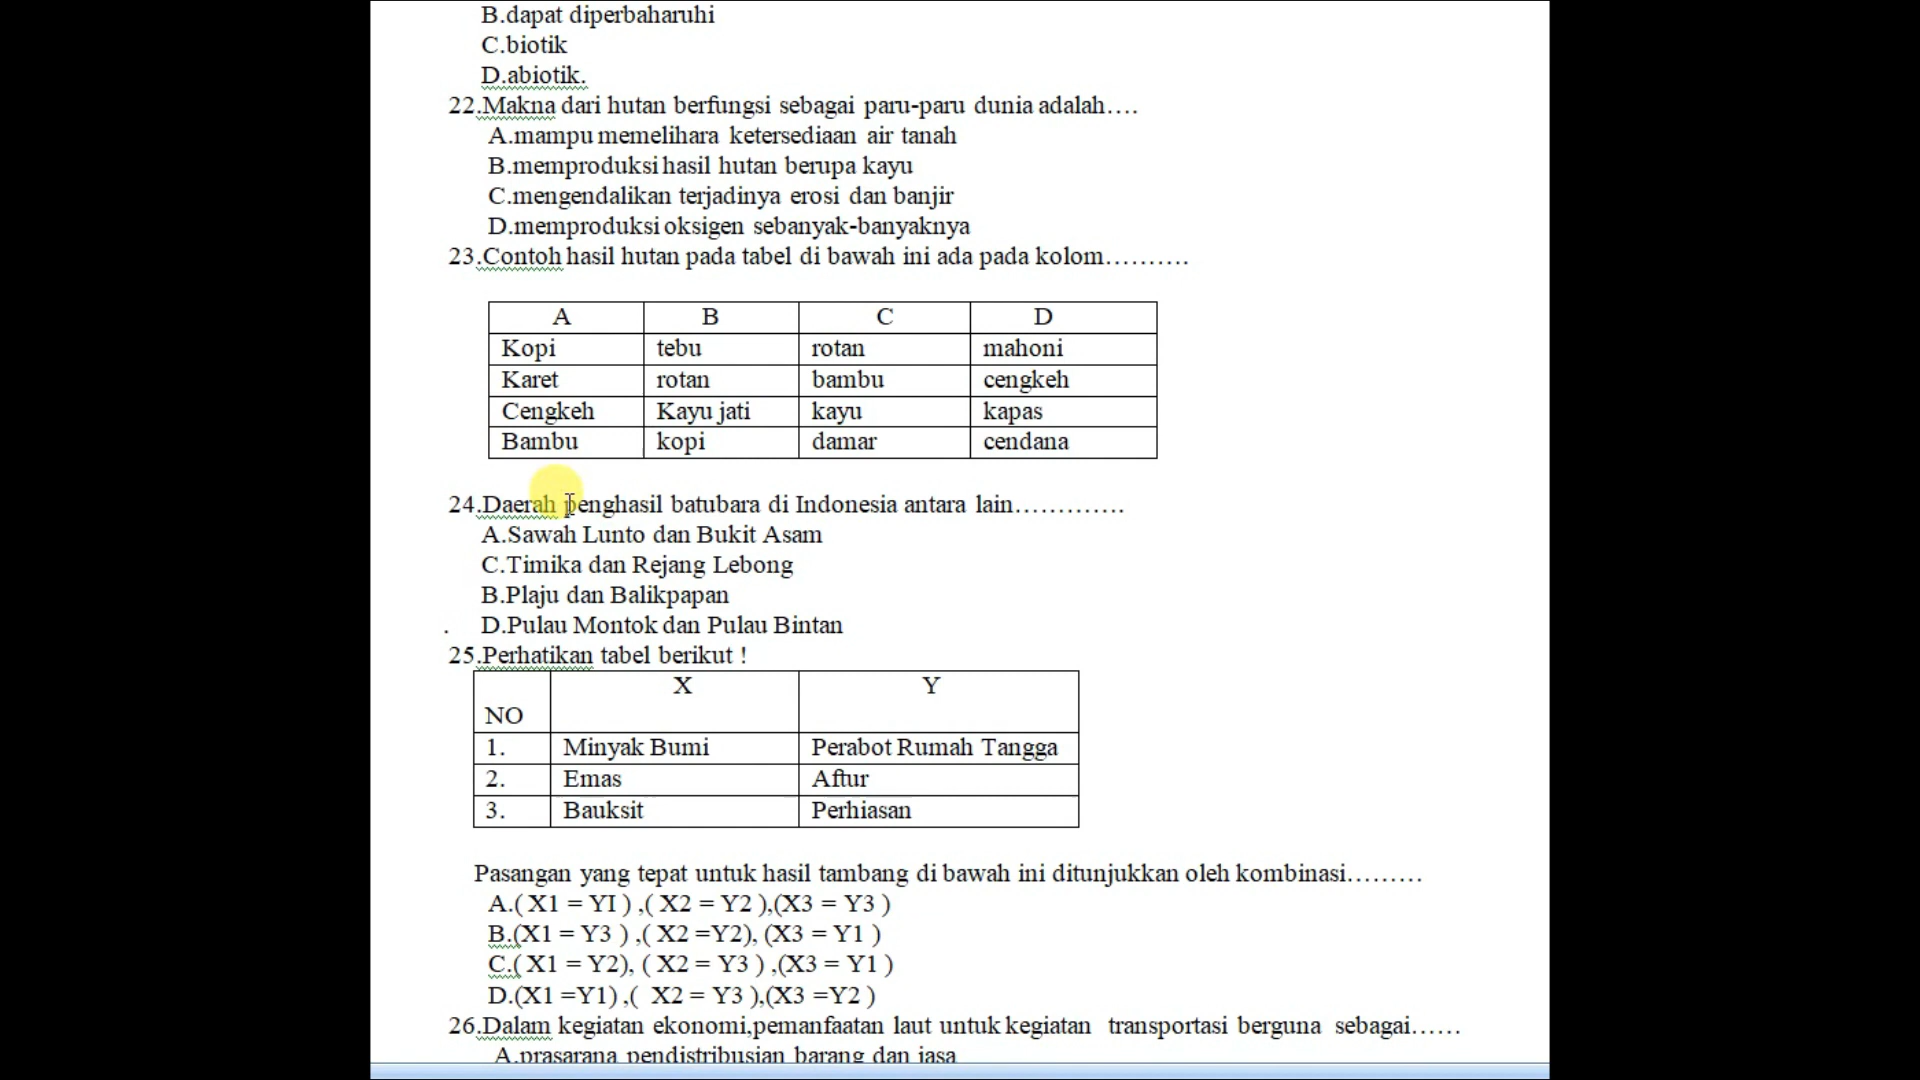 B.dapat diperbaharuhi
C.biotik
D.abiotik.
22.Makna dari hutan berfungsi sebagai paru-paru dunia adalah….
A.mampu memelihara ketersediaan air tanah
B.memproduksi hasil hutan berupa kayu
C.mengendalikan terjadinya erosi dan banjir
D.memproduksi oksigen sebanyak-banyaknya
23.Contoh hasil hutan pada tabel di bawah ini ada pada kolom……….
A B C D
Kopi tebu rotan mahoni
Karet rotan bambu cengkeh
Cengkeh Kayu jati kayu kapas
Bambu kopi damar cendana
24.Daerah penghasil batubara di Indonesia antara lain………….
A.Sawah Lunto dan Bukit Asam
C.Timika dan Rejang Lebong
B.Plaju dan Balikpapan
. D.Pulau Montok dan Pulau Bintan
25.Perhatikan tabel berikut !
NO X Y
1. Minyak Bumi Perabot Rumah Tangga
2. Emas Aftur
3. Bauksit Perhiasan
Pasangan yang tepat untuk hasil tambang di bawah ini ditunjukkan oleh kombinasi………
A.( X1 = YI ) ,( X2 = Y2 ),(X3 = Y3 )
B.(X1 = Y3 ) ,( X2 =Y2), (X3 = Y1 )
C.( X1 = Y2), ( X2 = Y3 ) ,(X3 = Y1 )
D.(X1 =Y1) ,( X2 = Y3 ),(X3 =Y2 )
26.Dalam kegiatan ekonomi,pemanfaatan laut untuk kegiatan transportasi berguna sebagai……
A.prasarana pendistribusian barang dan jasa